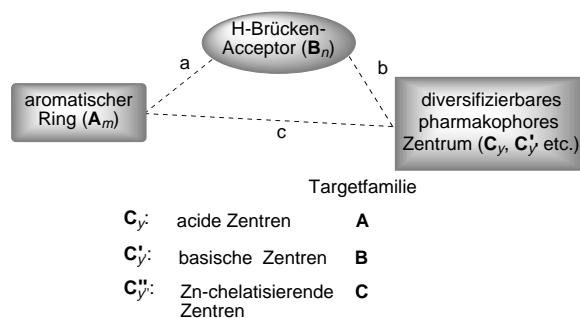 H-Brücken-
Acceptor (Bn)
a
b
aromatischer
Ring (Am)
c
diversifizierbares
pharmakophores
Zentrum (Cy, C'y' etc.)
Targetfamilie
Cy: acide Zentren A
C'y': basische Zentren B
C''y'': Zn-chelatisierende C
Zentren